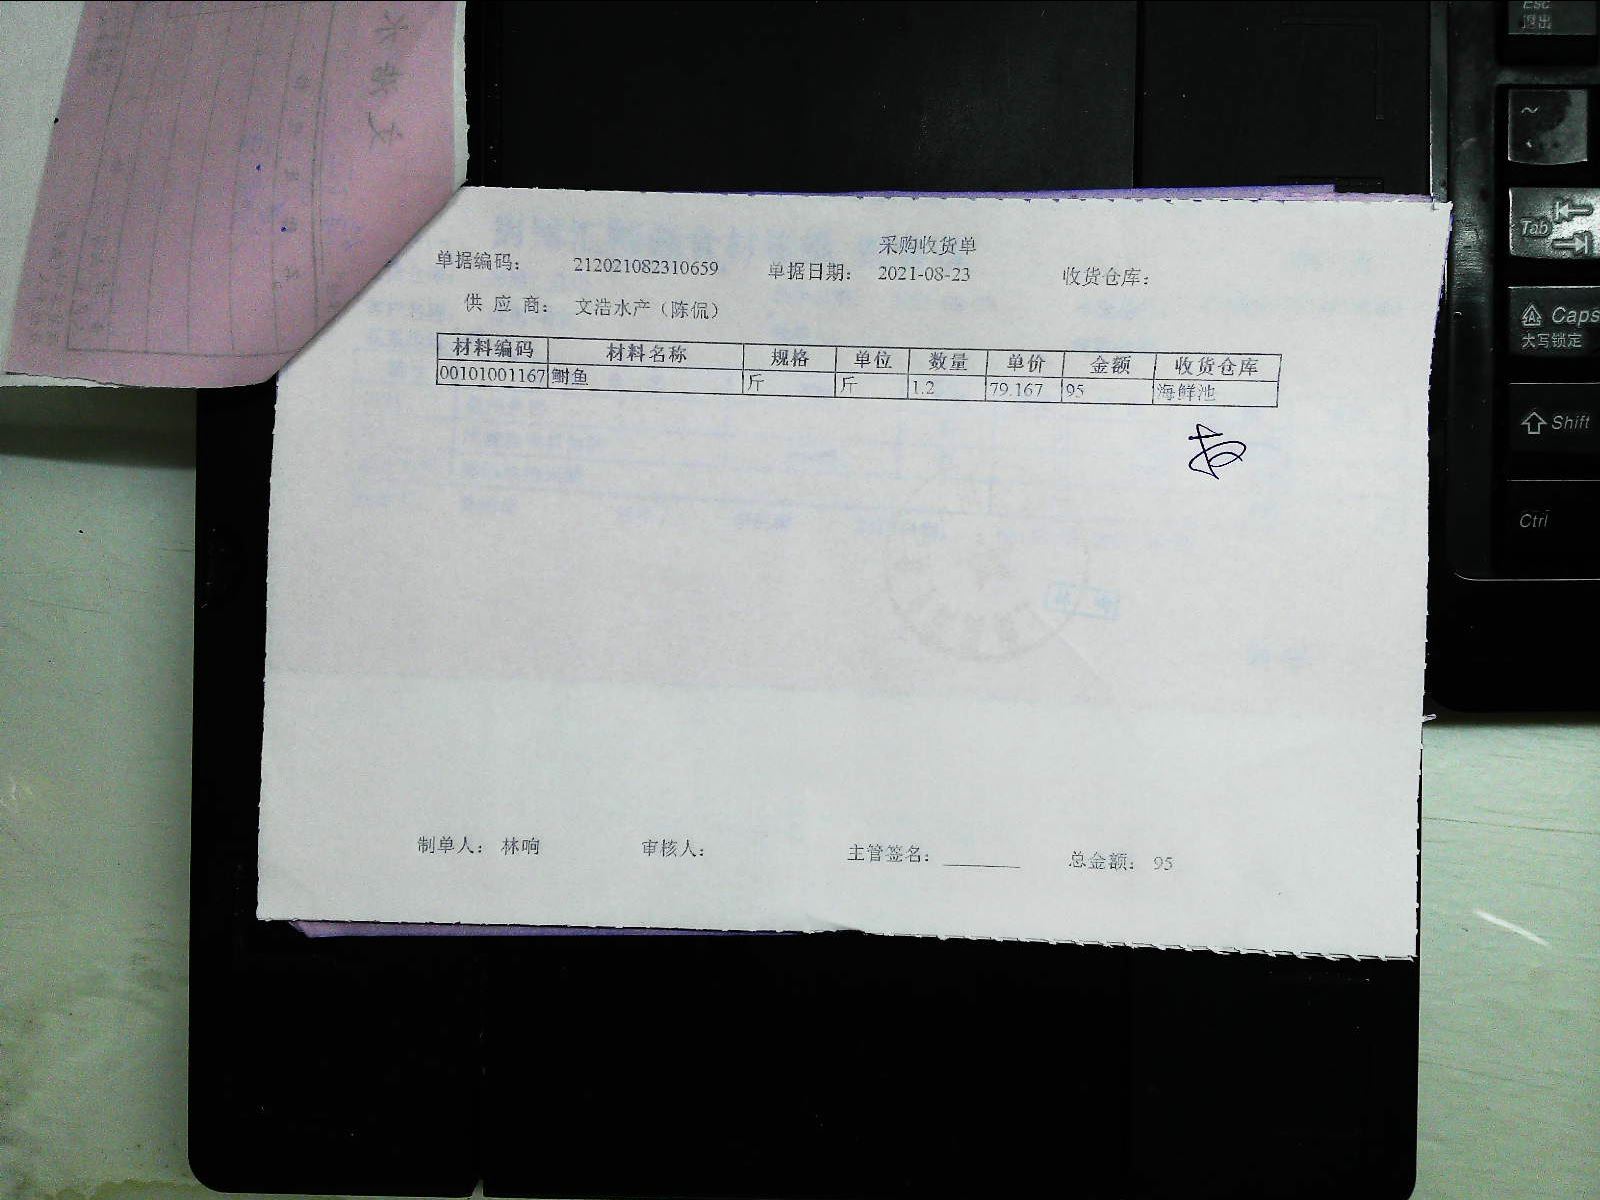 采购收货单
单据编码： 212021082310659 单据日期： 2021-08-23 收货仓库：
供 应 商： 文浩水产（陈侃）
材料编码 材料名称 规格 单位 数量 单价 金额 收货仓库
00101001167 鮒鱼 斤 斤 1.2 79.167 95 海鲜池
制单人： 林响 审核人： 主管签名： ________ 总金额： 95
Esc
退出
~
Tab
Caps
大写锁定
Shift
Ctrl